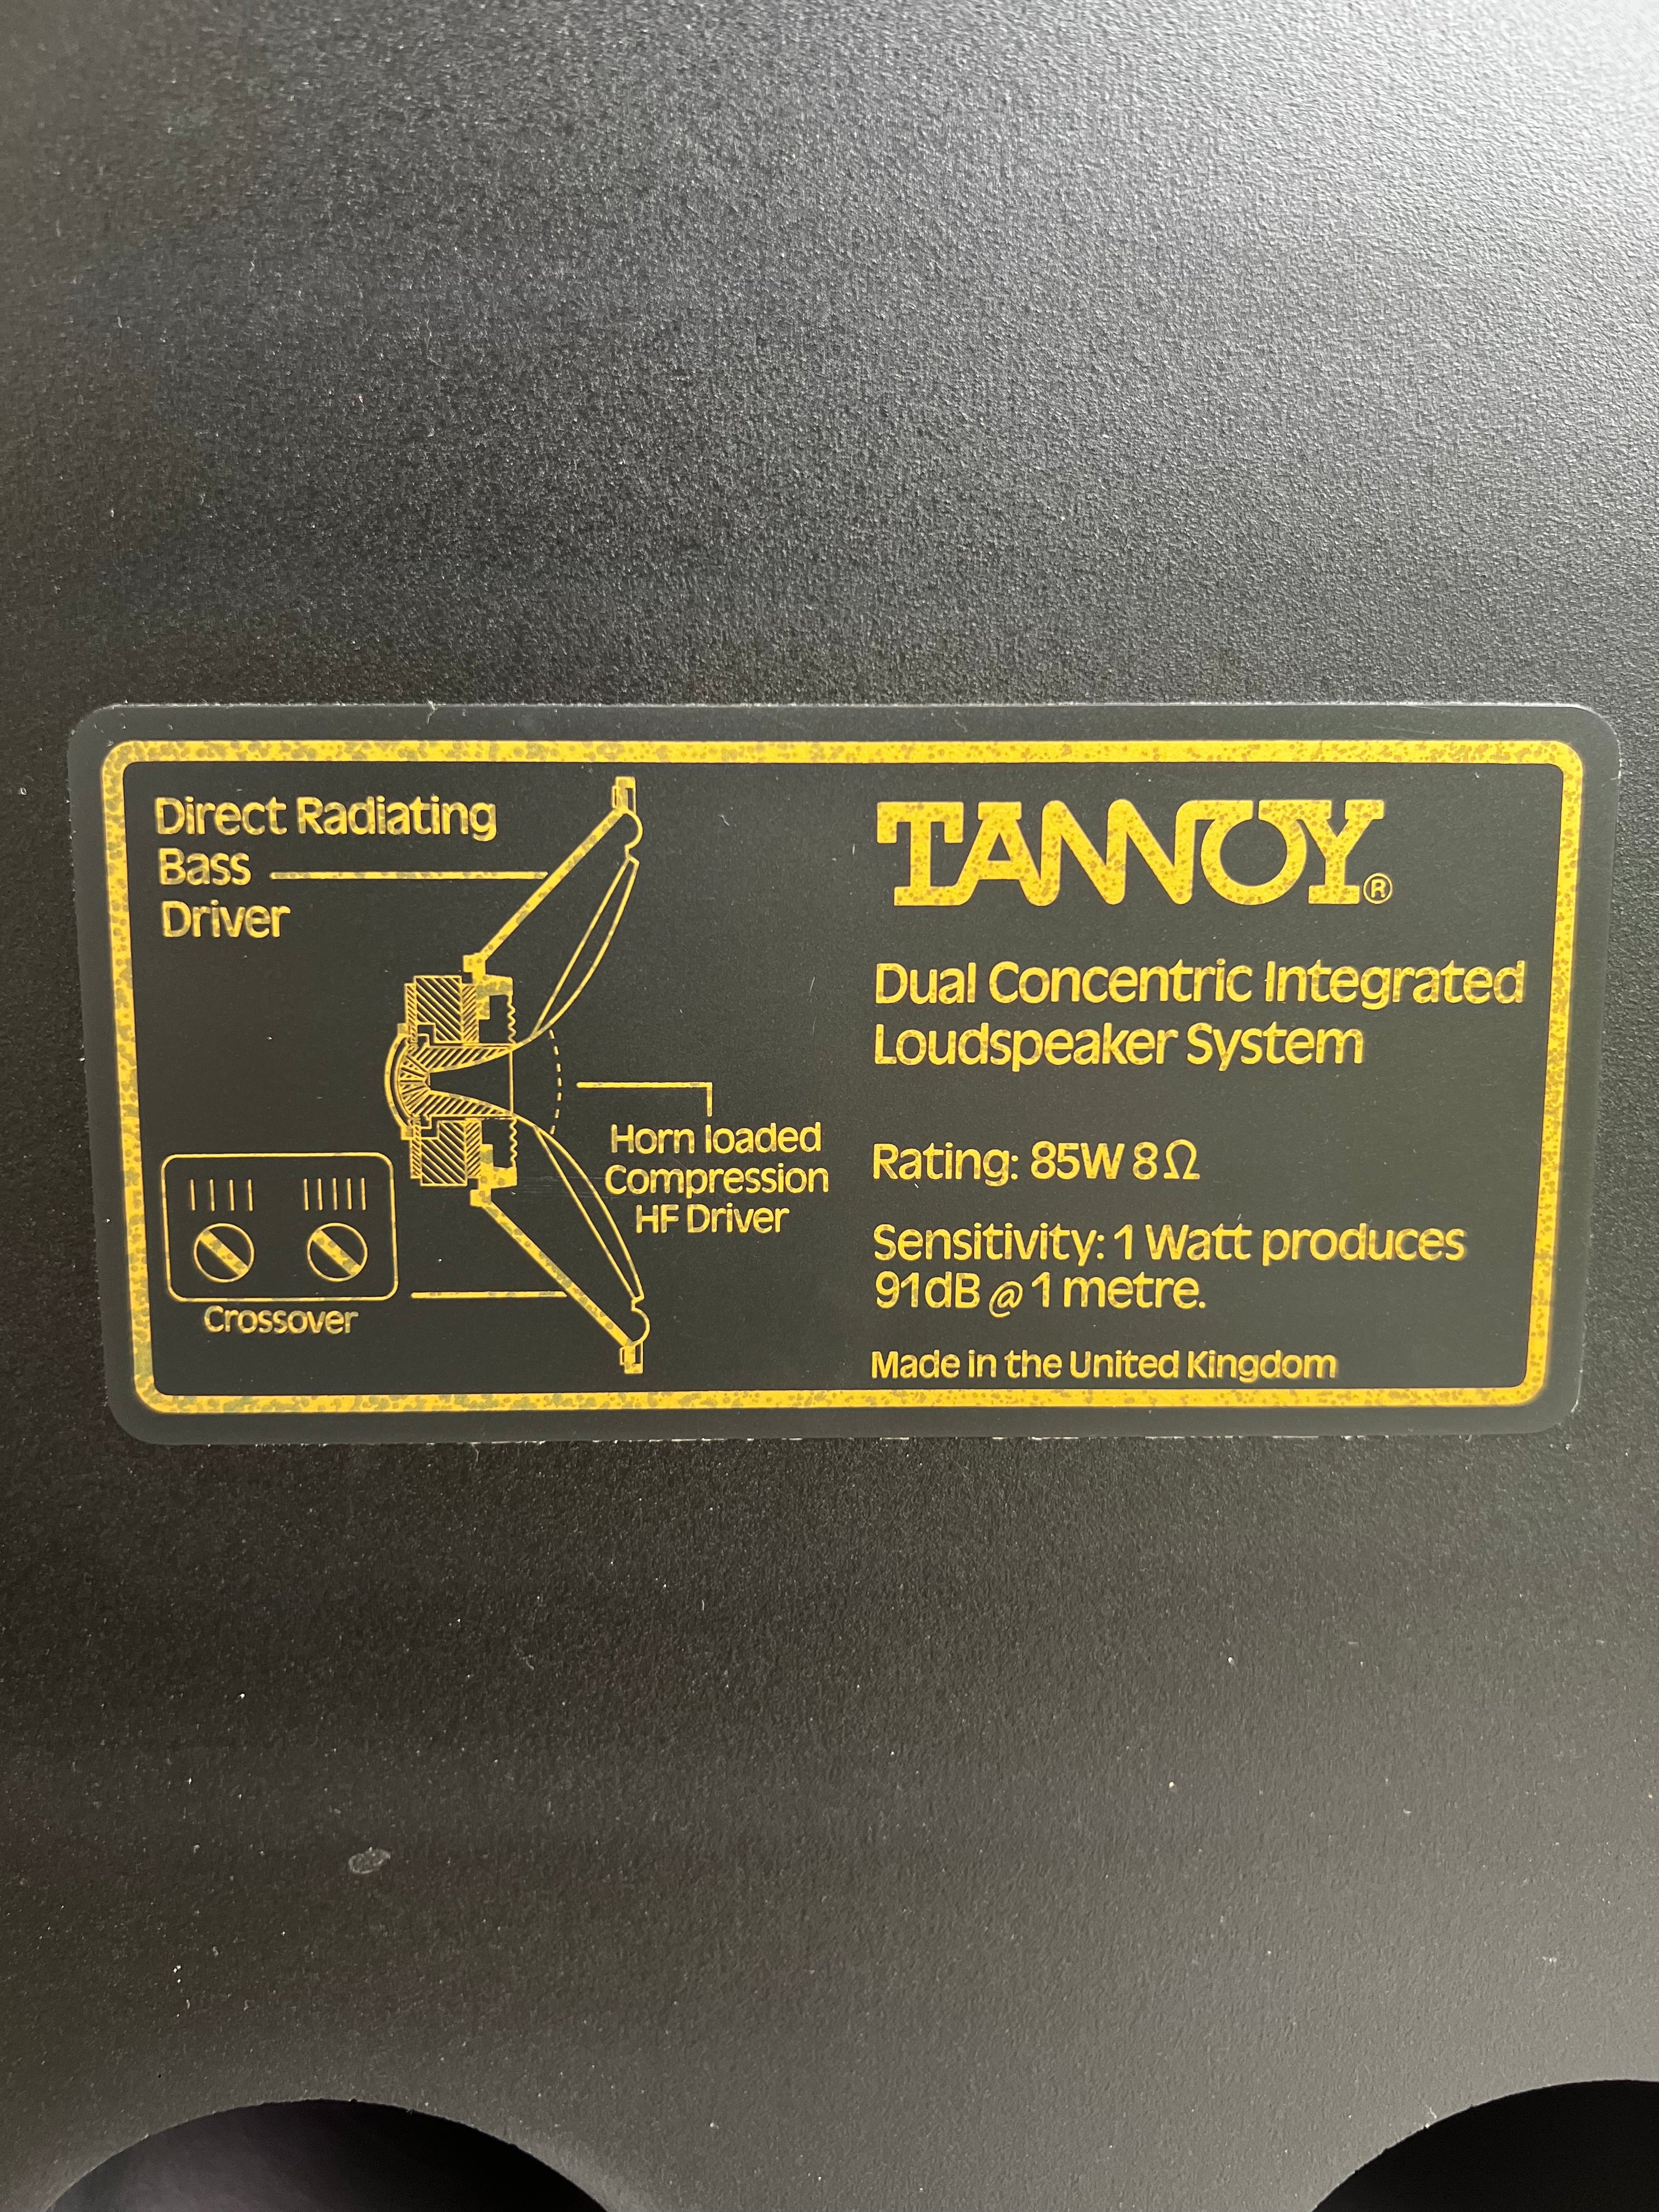 Direct Radiating
Bass
Driver
Horn loaded
Compression
HF Driver
Crossover
TANNOY®
Dual Concentric Integrated
Loudspeaker System
Rating: 85W 8Ω
Sensitivity: 1 Watt produces
91dB @ 1 metre.
Made in the United Kingdom